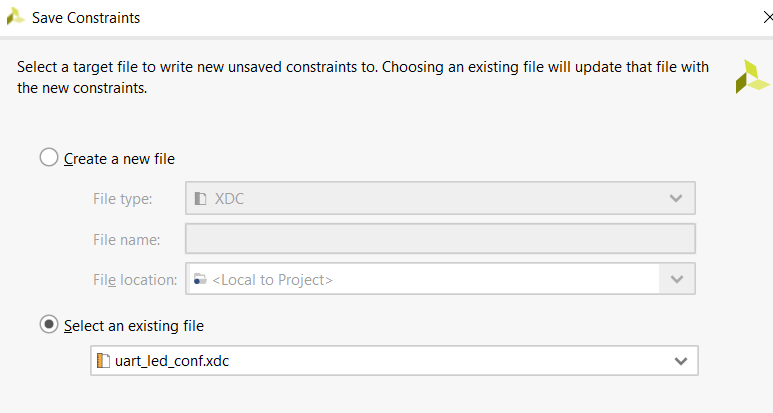 Save Constraints
Select a target file to write new unsaved constraints to. Choosing an existing file will update that file with
the new constraints.
Create a new file
File type: XDC
File name:
File location: <Local to Project>
Select an existing file
uart_led_conf.xdc